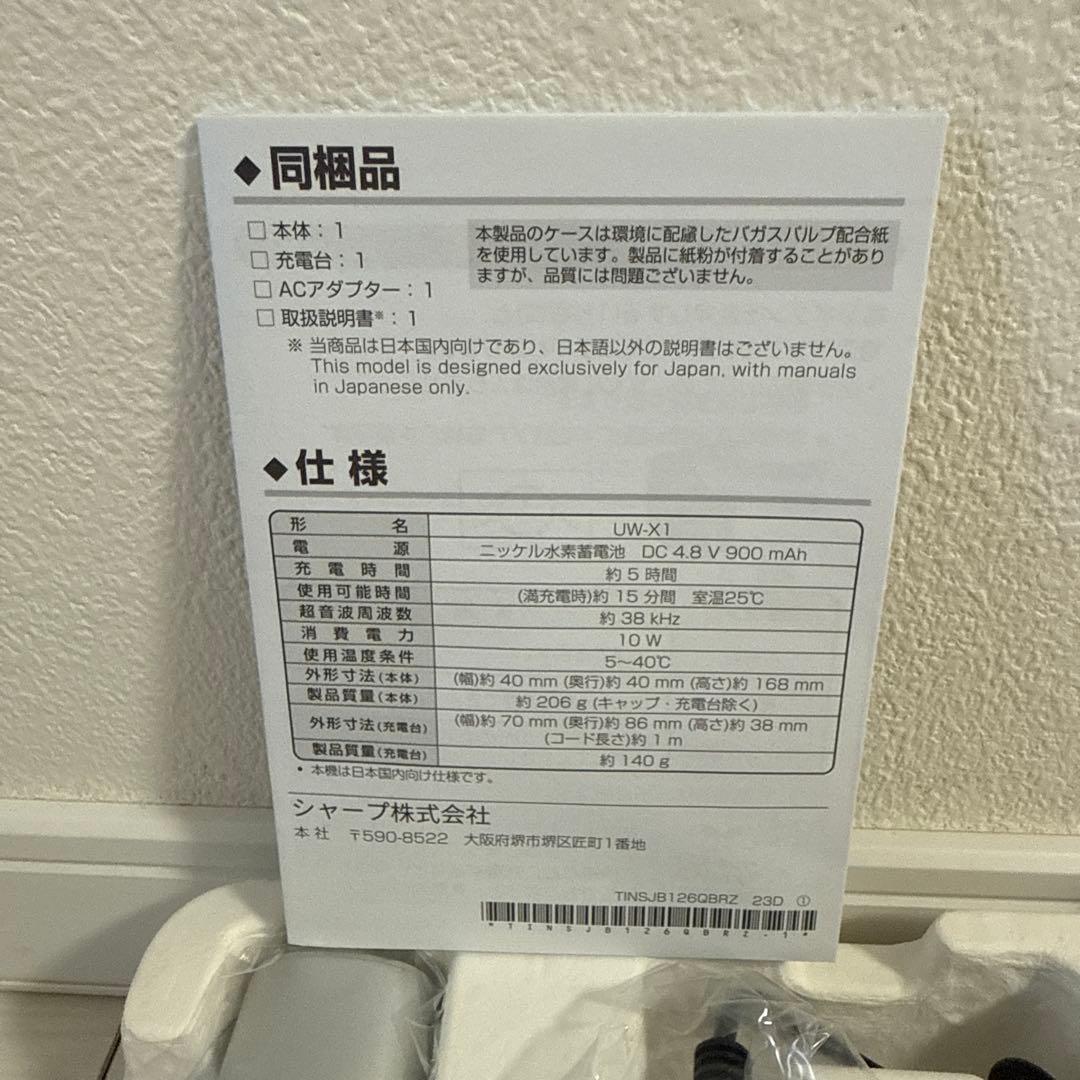 ◆同梱品
□ 本体：1
□ 充電台：1
□ ACアダプター：1
□ 取扱説明書※：1
本製品のケースは環境に配慮したバガスパルプ配合紙
を使用しています。製品に紙粉が付着することがあり
ますが、品質には問題ございません。
※ 当商品は日本国内向けであり、日本語以外の説明書はございません。
This model is designed exclusively for Japan, with manuals
in Japanese only.
◆仕様
形名 UW-X1
電源 ニッケル水素蓄電池 DC 4.8 V 900 mAh
充電時間 約 5 時間
使用可能時間 (満充電時)約 15 分間 室温25℃
超音波周波数 約 38 kHz
消費電力 10 W
使用温度条件 5～40℃
外形寸法(本体) (幅)約 40 mm (奥行)約 40 mm (高さ)約 168 mm
製品質量(本体) 約 206 g (キャップ・充電台除く)
外形寸法(充電台) (幅)約 70 mm (奥行)約 86 mm (高さ)約 38 mm
(コード長さ)約 1 m
製品質量(充電台) 約 140 g
• 本機は日本国内向け仕様です。
シャープ株式会社
本社 〒590-8522 大阪府堺市堺区匠町1番地
TINSJB126QBRZ 23D ①
*TINSJB126QBRZ-1*